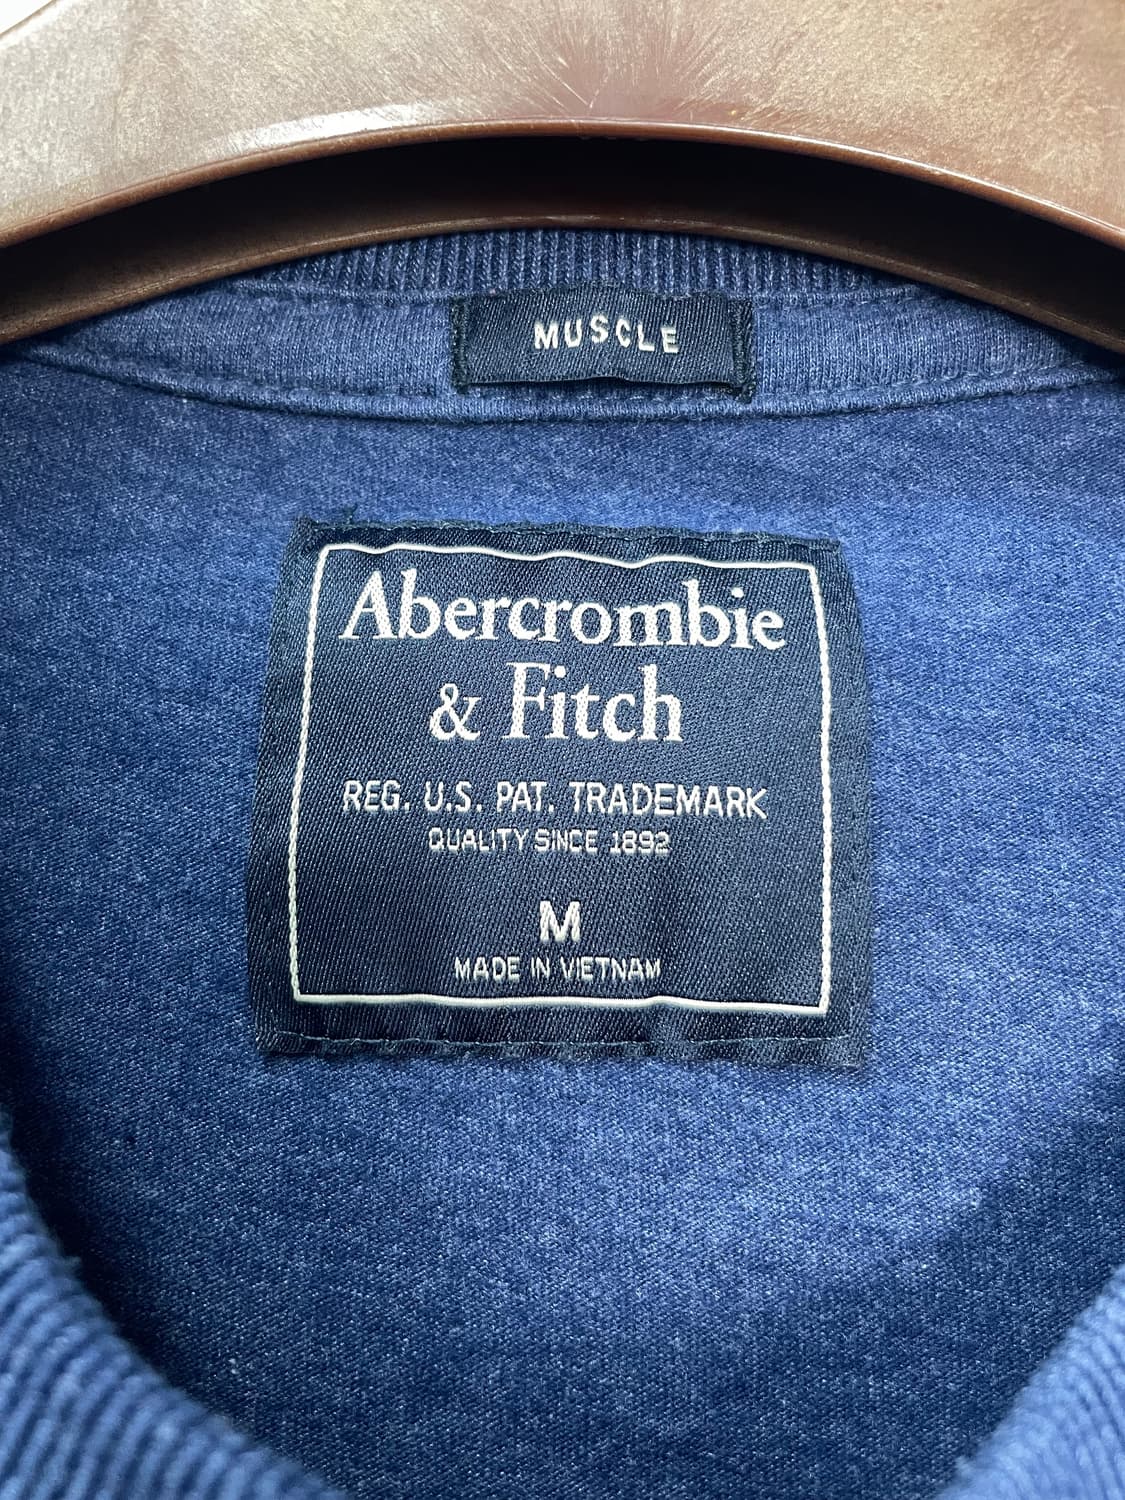 MUSCLE
Abercrombie
& Fitch
REG. U.S. PAT. TRADEMARK
QUALITY SINCE 1892
M
MADE IN VIETNAM